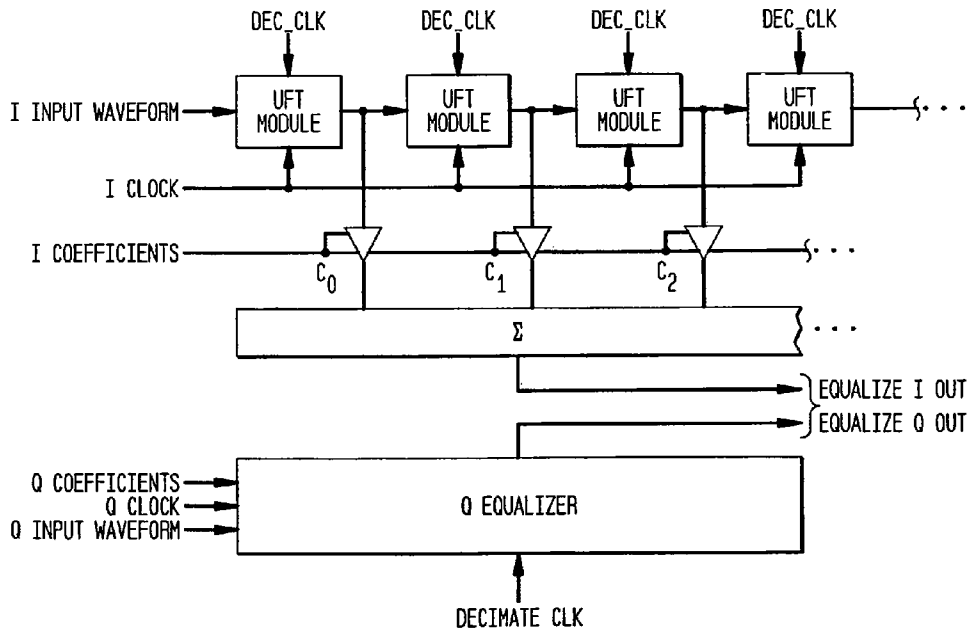 DEC_CLK DEC_CLK DEC_CLK DEC_CLK
I INPUT WAVEFORM
UFT MODULE
UFT MODULE
UFT MODULE
UFT MODULE
...
I CLOCK
I COEFFICIENTS
C0 C1 C2
...
Σ
...
EQUALIZE I OUT
EQUALIZE Q OUT
Q COEFFICIENTS
Q CLOCK
Q INPUT WAVEFORM
Q EQUALIZER
DECIMATE CLK